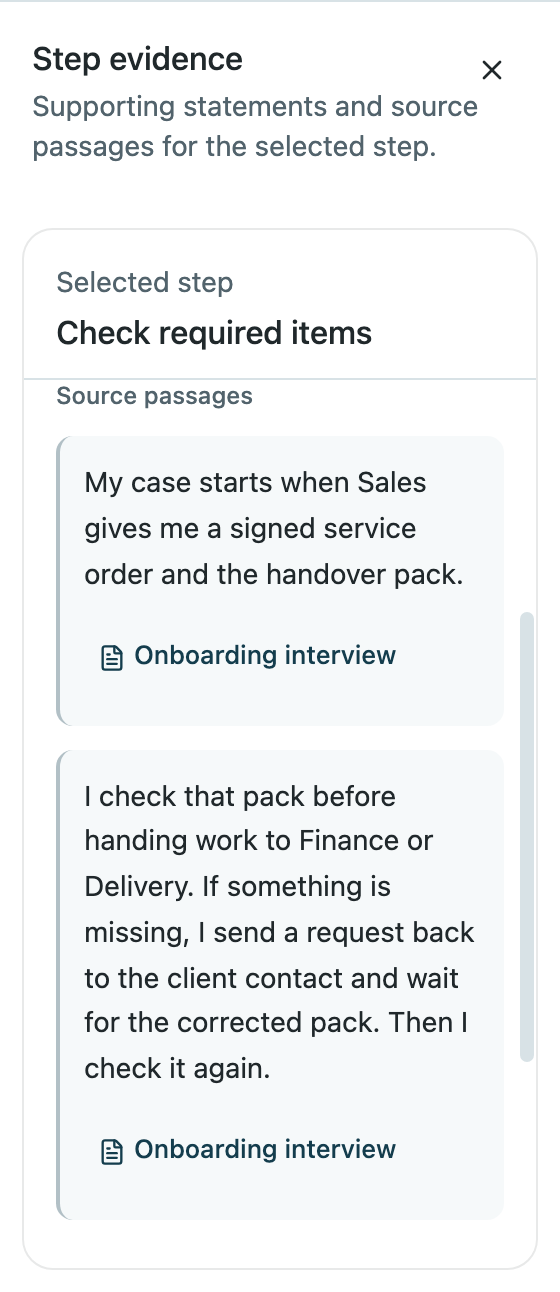 Step evidence
Supporting statements and source
passages for the selected step.
Selected step
Check required items
Source passages
My case starts when Sales
gives me a signed service
order and the handover pack.
Onboarding interview
I check that pack before
handing work to Finance or
Delivery. If something is
missing, I send a request back
to the client contact and wait
for the corrected pack. Then I
check it again.
Onboarding interview